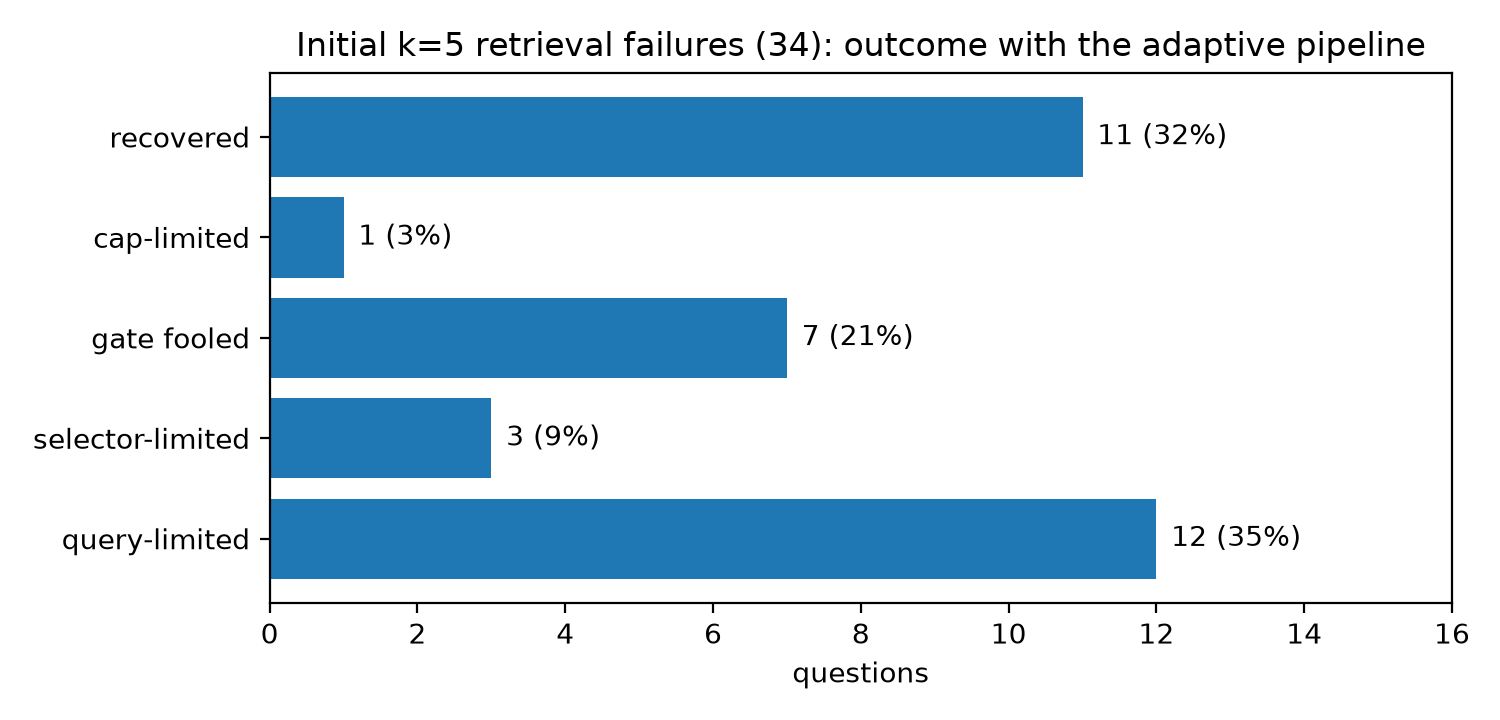 Initial k=5 retrieval failures (34): outcome with the adaptive pipeline
recovered
11 (32%)
cap-limited
1 (3%)
gate fooled
7 (21%)
selector-limited
3 (9%)
query-limited
12 (35%)
0 2 4 6 8 10 12 14 16
questions